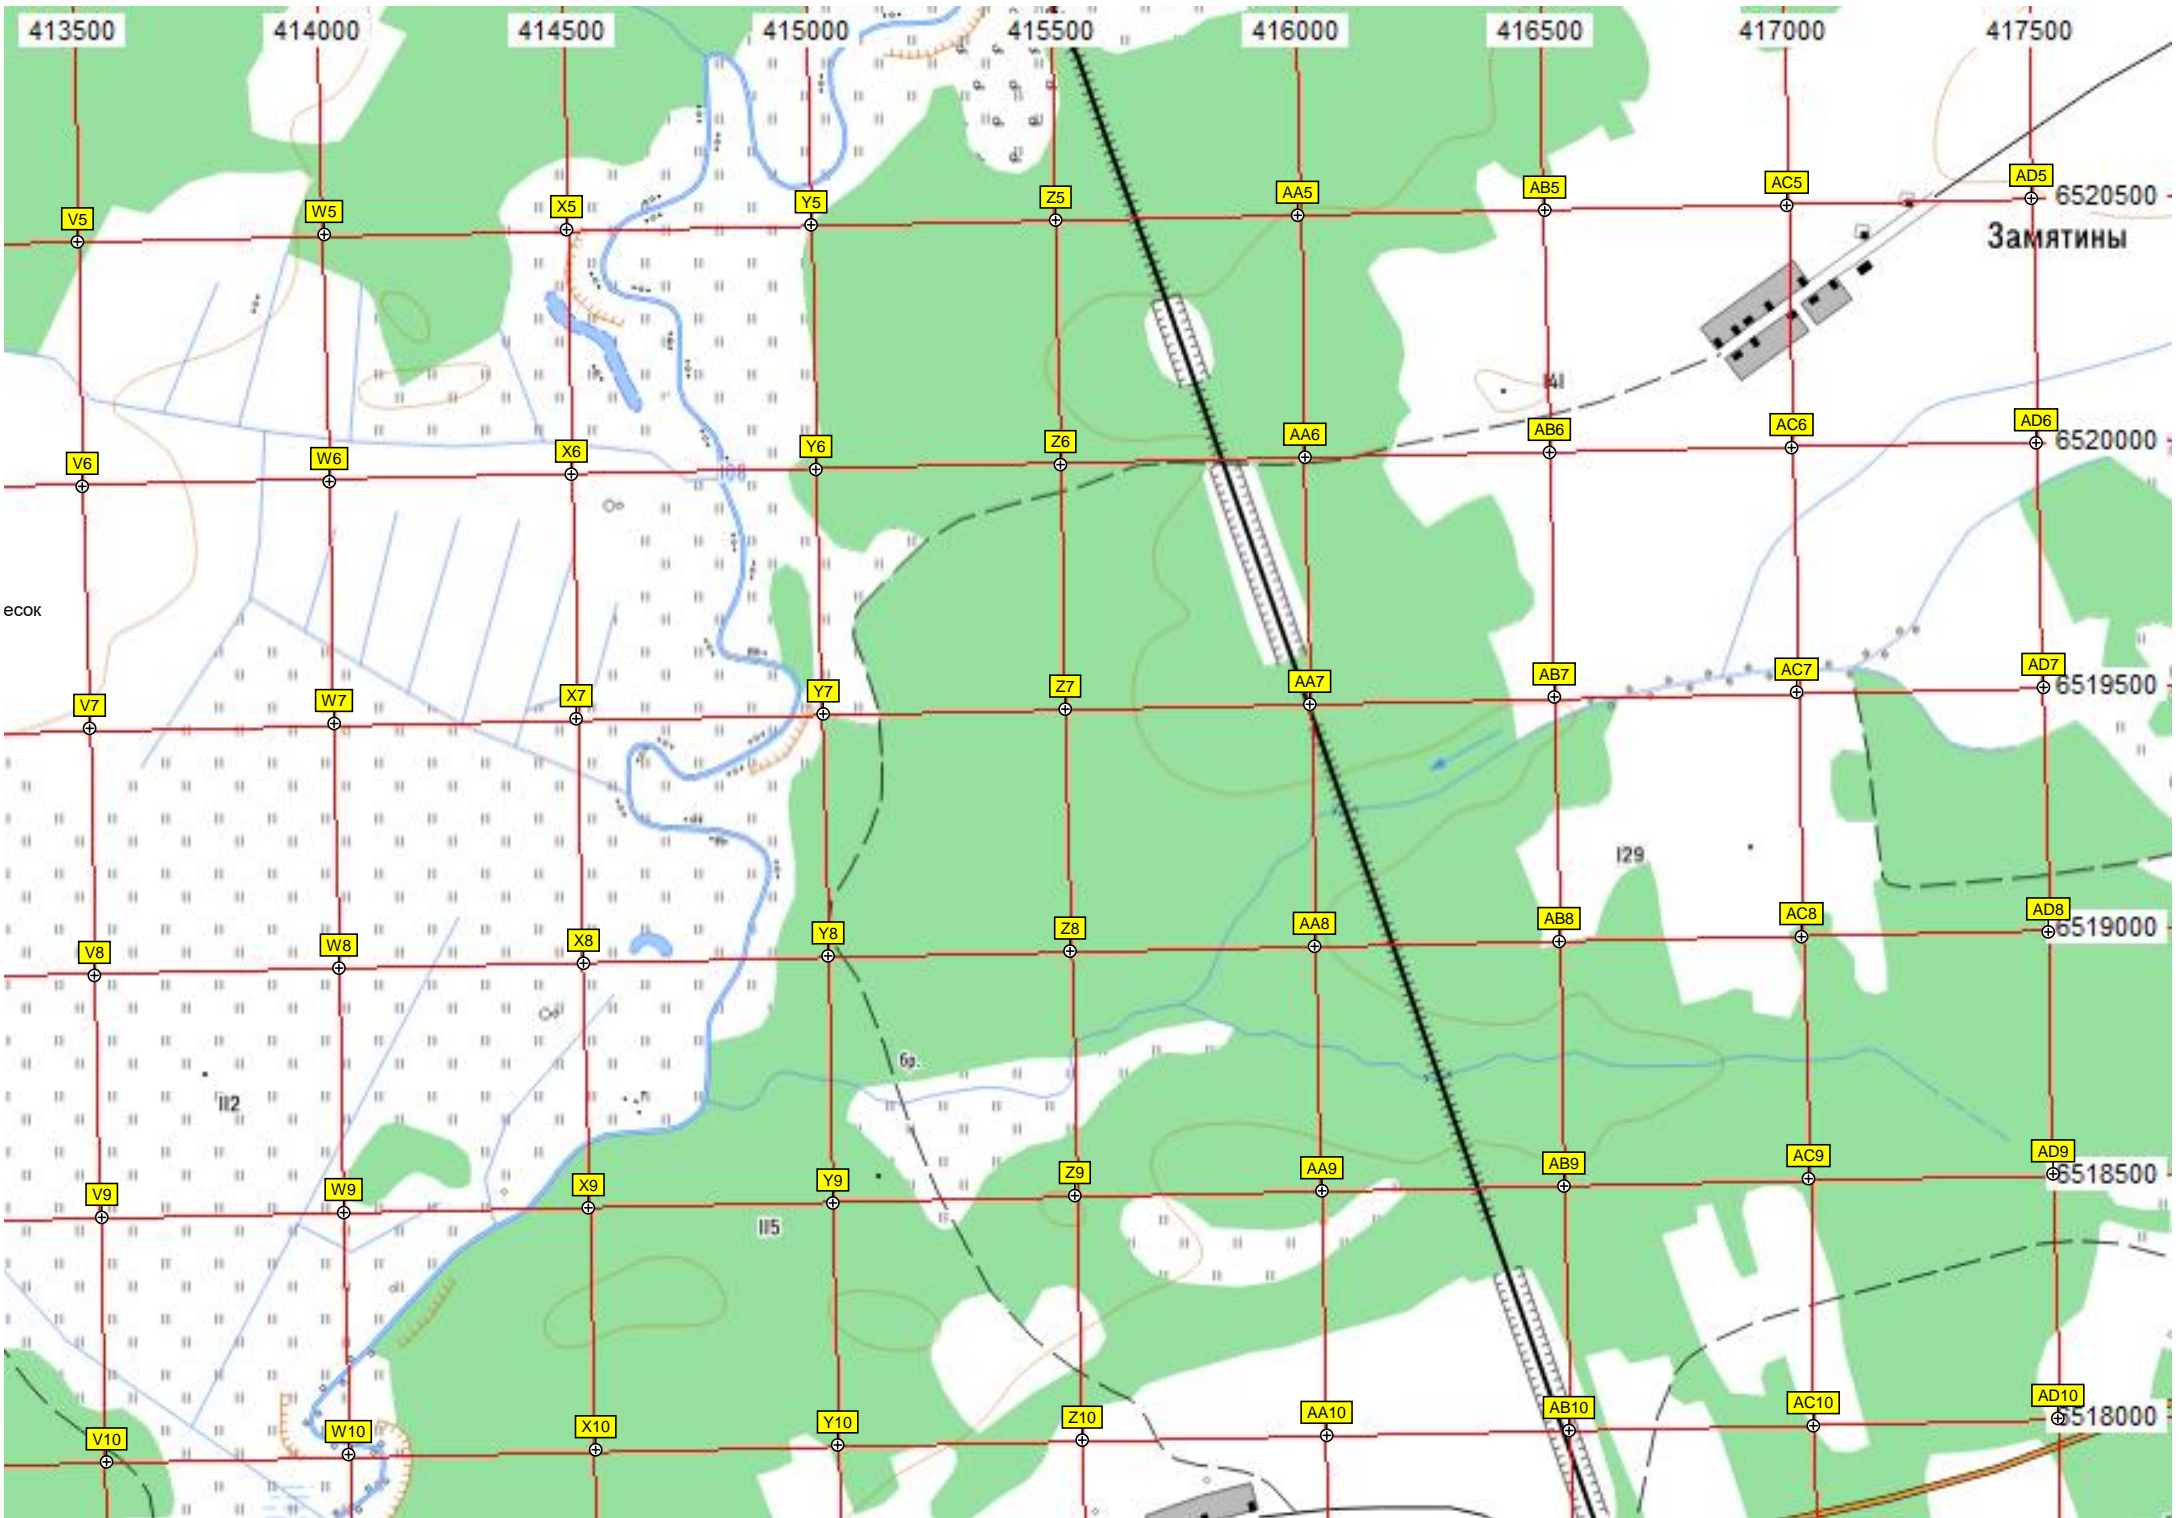 413500 414000 414500 415000 415500 416000 416500 417000 417500
V5 W5 X5 Y5 Z5 AA5 AB5 AC5 AD5 6520500
Замятины
141
V6 W6 X6 Y6 Z6 AA6 AB6 AC6 AD6 6520000
106
есок
V7 W7 X7 Y7 Z7 AA7 AB7 AC7 AD7 6519500
129
V8 W8 X8 Y8 Z8 AA8 AB8 AC8 AD8 6519000
бр.
112
V9 W9 X9 Y9 Z9 AA9 AB9 AC9 AD9 6518500
115
V10 W10 X10 Y10 Z10 AA10 AB10 AC10 AD10 6518000